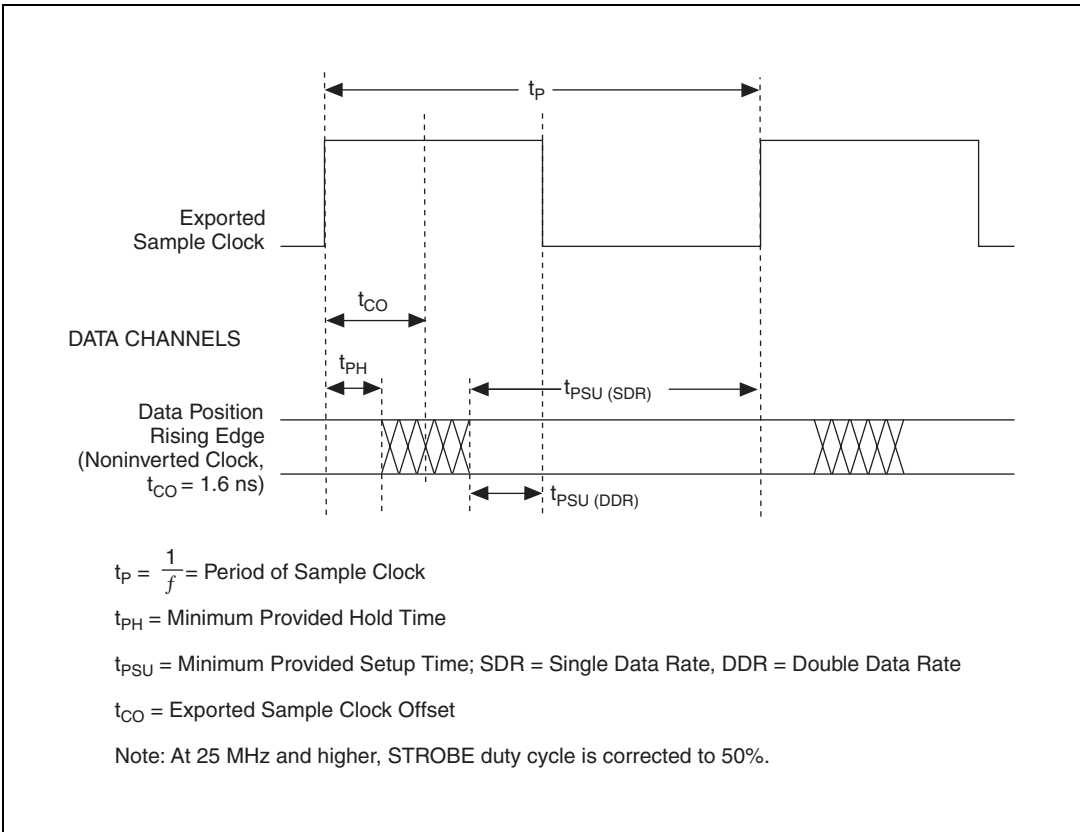 tP
Exported
Sample Clock
tCO
DATA CHANNELS
tPH
tPSU (SDR)
Data Position
Rising Edge
(Noninverted Clock,
tCO = 1.6 ns)
tPSU (DDR)
tP = 1/f = Period of Sample Clock
tPH = Minimum Provided Hold Time
tPSU = Minimum Provided Setup Time; SDR = Single Data Rate, DDR = Double Data Rate
tCO = Exported Sample Clock Offset
Note: At 25 MHz and higher, STROBE duty cycle is corrected to 50%.